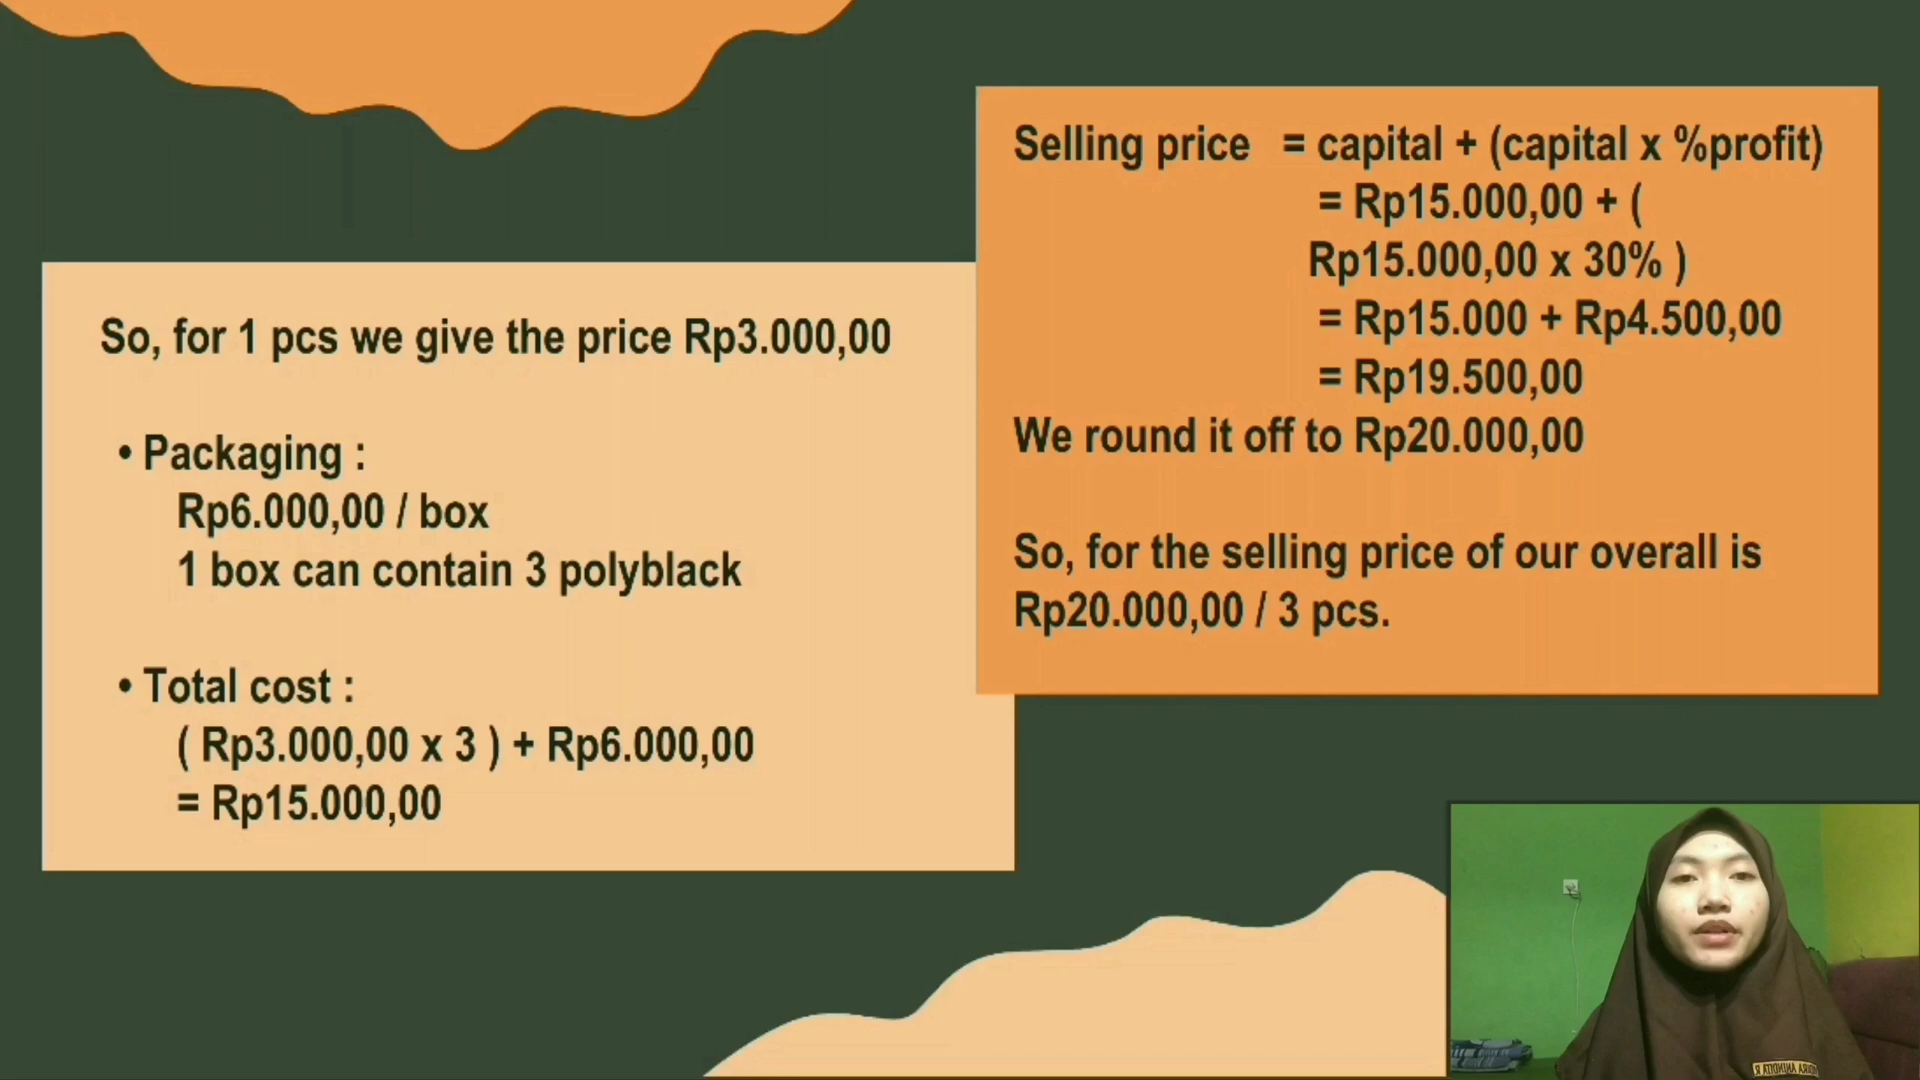 So, for 1 pcs we give the price Rp3.000,00
• Packaging :
Rp6.000,00 / box
1 box can contain 3 polyblack
• Total cost :
( Rp3.000,00 x 3 ) + Rp6.000,00
= Rp15.000,00
Selling price = capital + (capital x %profit)
= Rp15.000,00 + (
Rp15.000,00 x 30% )
= Rp15.000 + Rp4.500,00
= Rp19.500,00
We round it off to Rp20.000,00
So, for the selling price of our overall is
Rp20.000,00 / 3 pcs.